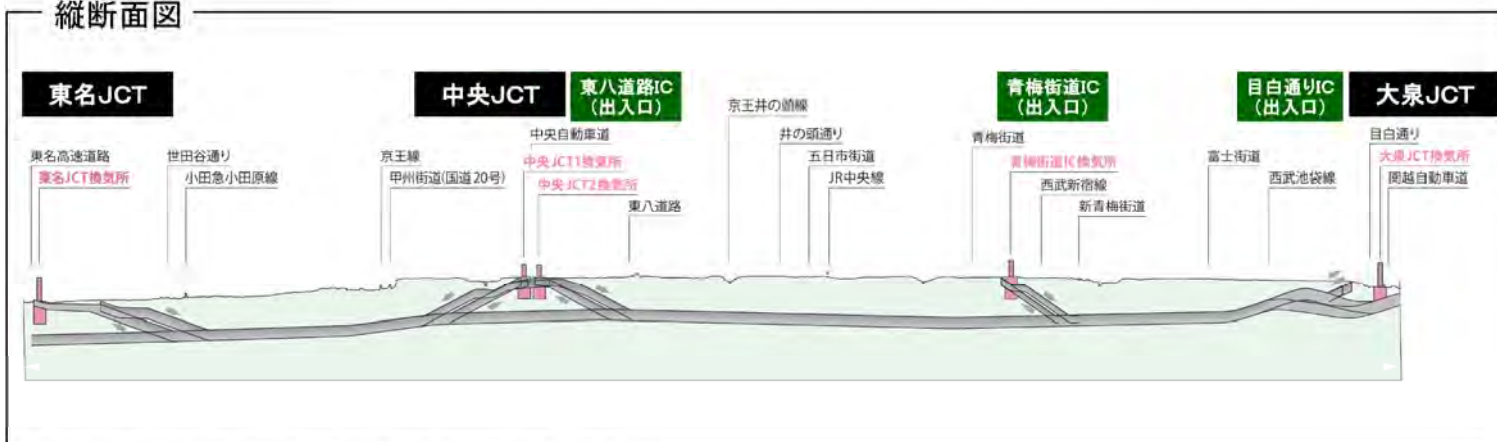 縦断面図
東名JCT
中央JCT
東八道路IC
(出入口)
青梅街道IC
(出入口)
目白通りIC
(出入口)
大泉JCT
東名高速道路
東名JCT換気所
世田谷通り
小田急小田原線
京王線
甲州街道(国道20号)
中央自動車道
中央JCT1換気所
中央JCT2換気所
東八道路
京王井の頭線
井の頭通り
五日市街道
JR中央線
青梅街道
青梅街道IC換気所
西武新宿線
新青梅街道
富士街道
西武池袋線
目白通り
大泉JCT換気所
関越自動車道